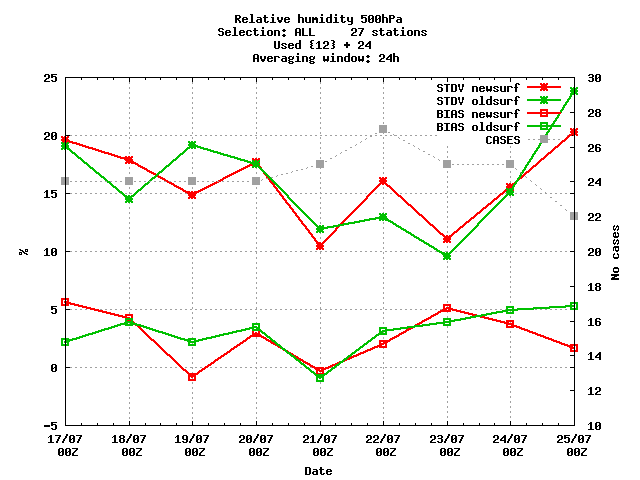 Relative humidity 500hPa
Selection: ALL 27 stations
Used {12} + 24
Averaging window: 24h
STDV newsurf
STDV oldsurf
BIAS newsurf
BIAS oldsurf
CASES
25
20
15
10
5
0
-5
%
30
28
26
24
22
20
18
16
14
12
10
No cases
17/07 18/07 19/07 20/07 21/07 22/07 23/07 24/07 25/07
00Z 00Z 00Z 00Z 00Z 00Z 00Z 00Z 00Z
Date